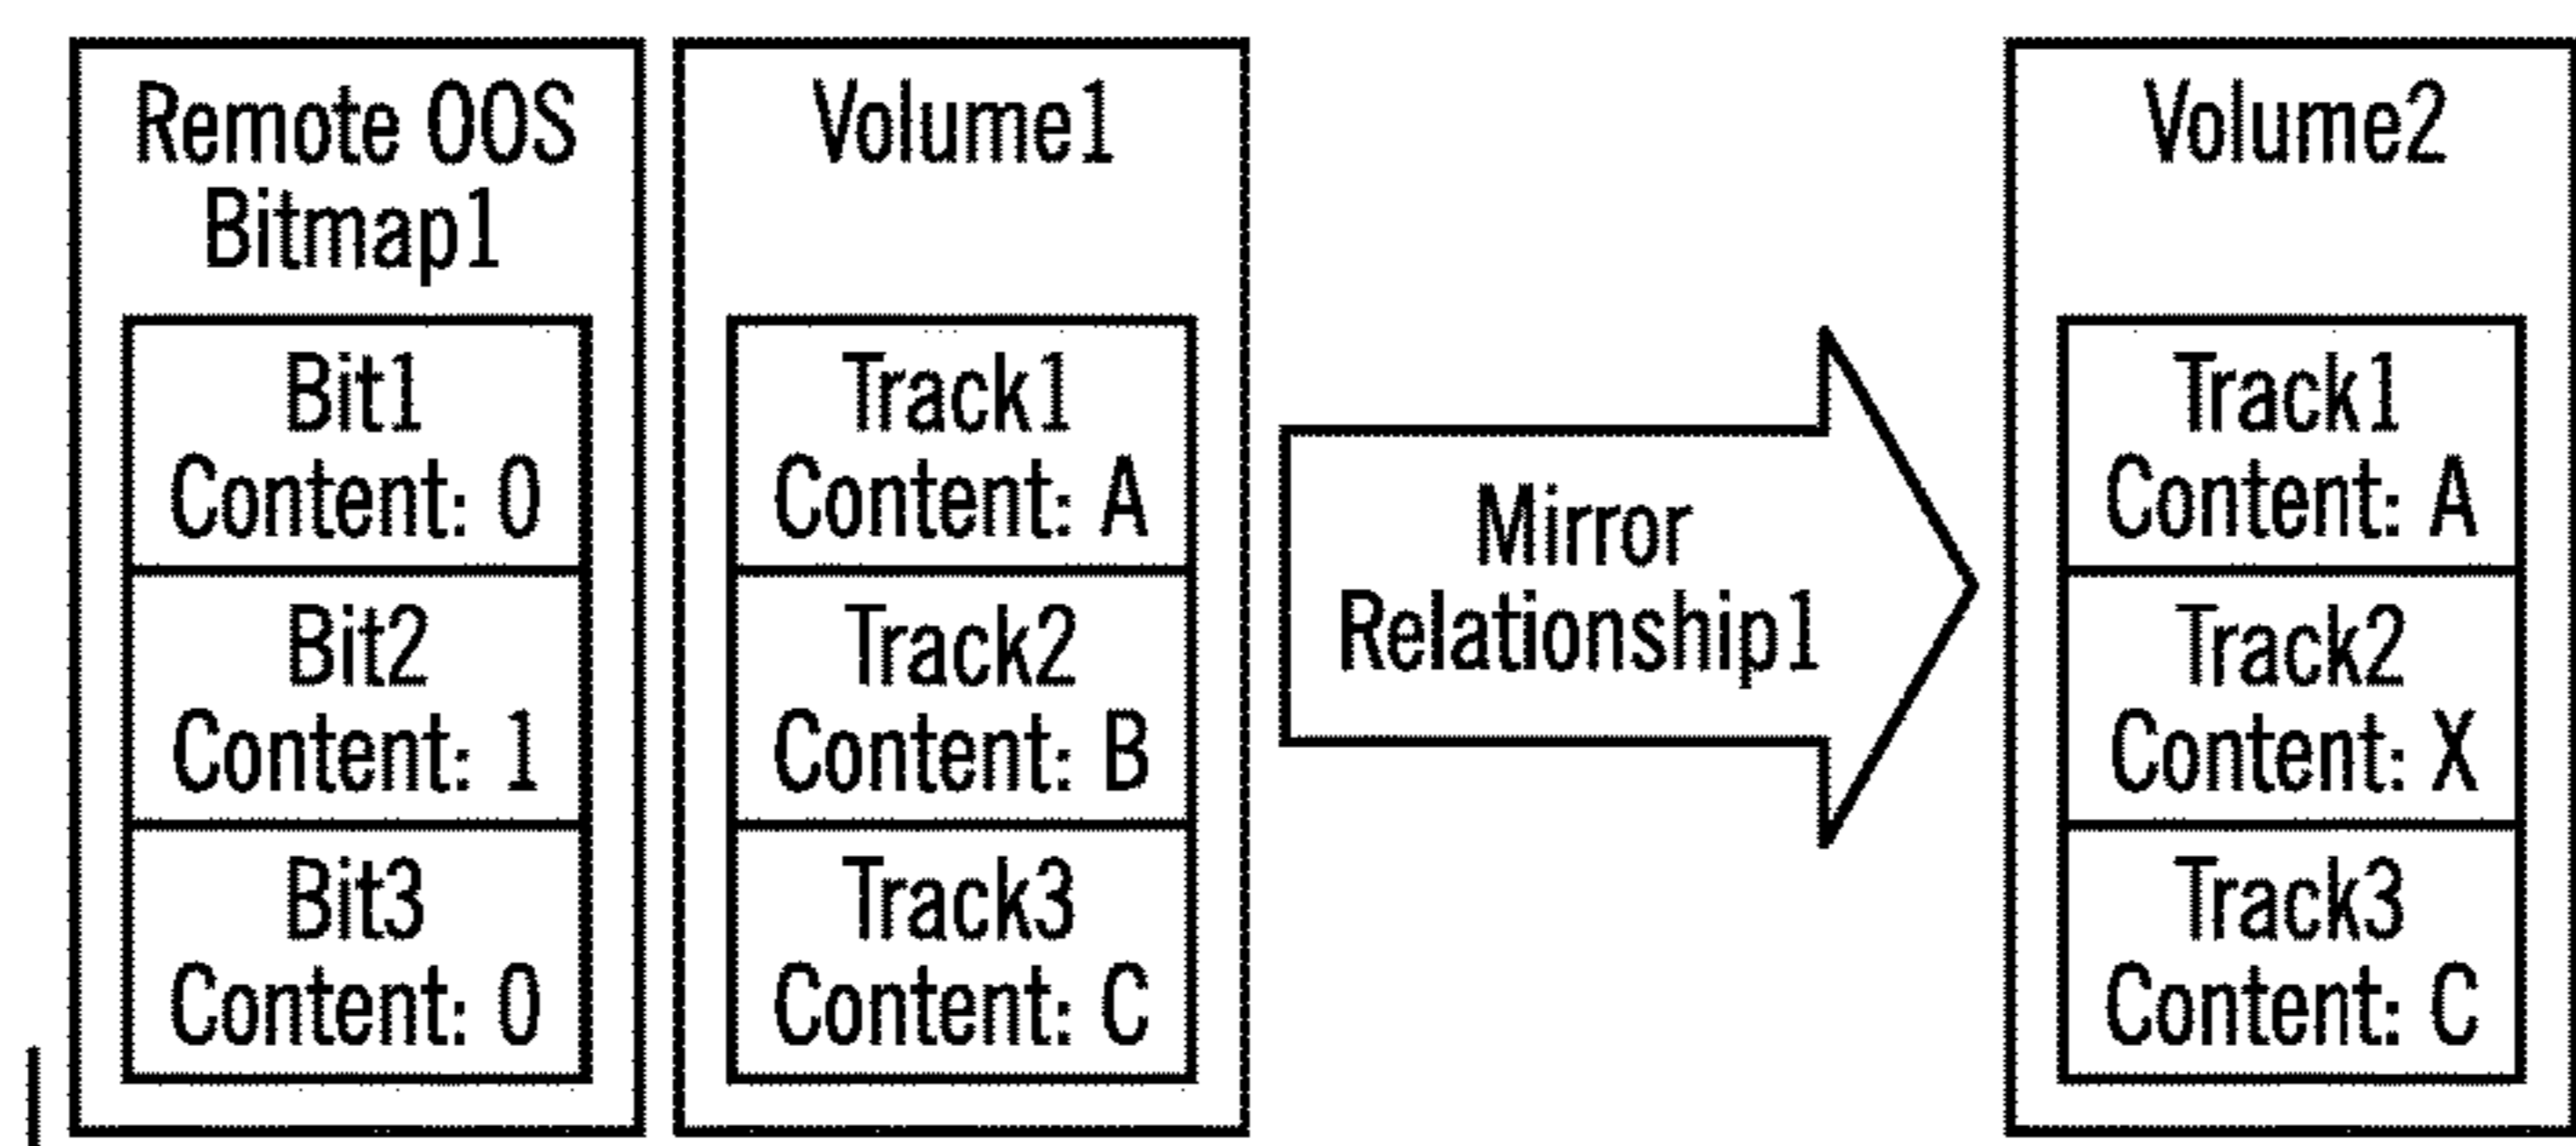 Remote OOS
Bitmap1
Bit1
Content: 0
Bit2
Content: 1
Bit3
Content: 0
Volume1
Track1
Content: A
Track2
Content: B
Track3
Content: C
Mirror
Relationship1
Volume2
Track1
Content: A
Track2
Content: X
Track3
Content: C